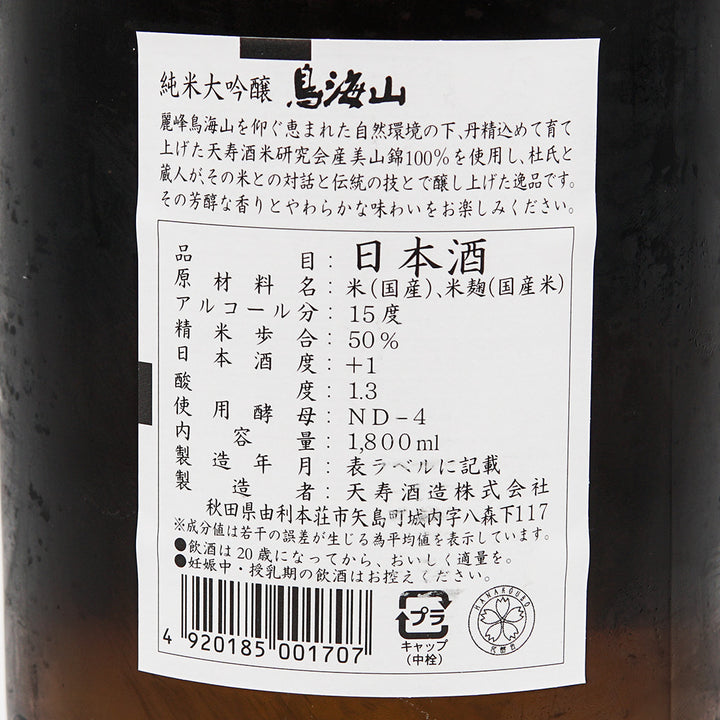 純米大吟醸 鳥海山
麗峰鳥海山を仰ぐ恵まれた自然環境の下、丹精込めて育て
上げた天寿酒米研究会産美山錦100%を使用し、杜氏と
蔵人が、その米との対話と伝統の技とで醸し上げた逸品です。
その芳醇な香りとやわらかな味わいをお楽しみください。
品目：日本酒
原材料名：米(国産)、米麹(国産米)
アルコール分：15度
精米歩合：50%
日本酒度：+1
酸度：1.3
使用酵母：ND-4
内容量：1,800ml
製造年月：表ラベルに記載
製造者：天寿酒造株式会社
秋田県由利本荘市矢島町城内字八森下117
※成分値は若干の誤差が生じる為平均値を表示しています。
●飲酒は20歳になってから、おいしく適量を。
●妊娠中・授乳期の飲酒はお控えください。
4 920185 001707
プラ
キャップ
(中栓)
HANAKOUBO